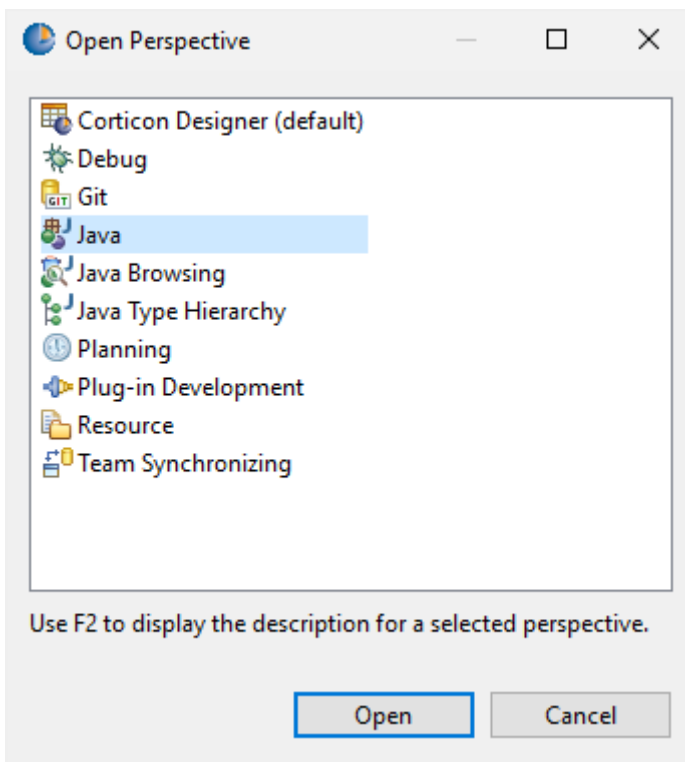 Open Perspective
Corticon Designer (default)
Debug
GIT Git
Java
Java Browsing
Java Type Hierarchy
Planning
Plug-in Development
Resource
Team Synchronizing
Use F2 to display the description for a selected perspective.
Open Cancel